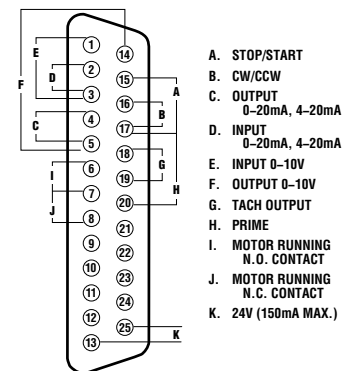 E
D
F
C
I
J
1
2
3
4
5
6
7
8
9
10
11
12
13
14
15
16
17
18
19
20
21
22
23
24
25
A
B
G
H
K
A. STOP/START
B. CW/CCW
C. OUTPUT
0–20mA, 4–20mA
D. INPUT
0–20mA, 4–20mA
E. INPUT 0–10V
F. OUTPUT 0–10V
G. TACH OUTPUT
H. PRIME
I. MOTOR RUNNING
N.O. CONTACT
J. MOTOR RUNNING
N.C. CONTACT
K. 24V (150mA MAX.)